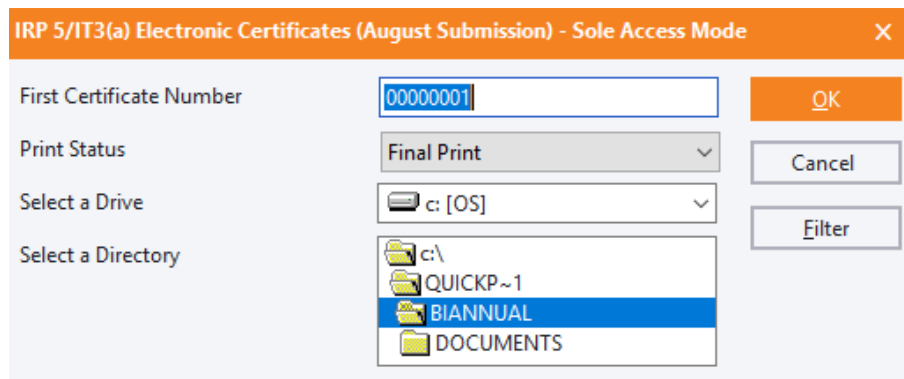 IRP 5/IT3(a) Electronic Certificates (August Submission) - Sole Access Mode
First Certificate Number 00000001 OK
Print Status Final Print Cancel
Select a Drive c: [OS] Filter
Select a Directory c:\
QUICKP~1
BIANNUAL
DOCUMENTS